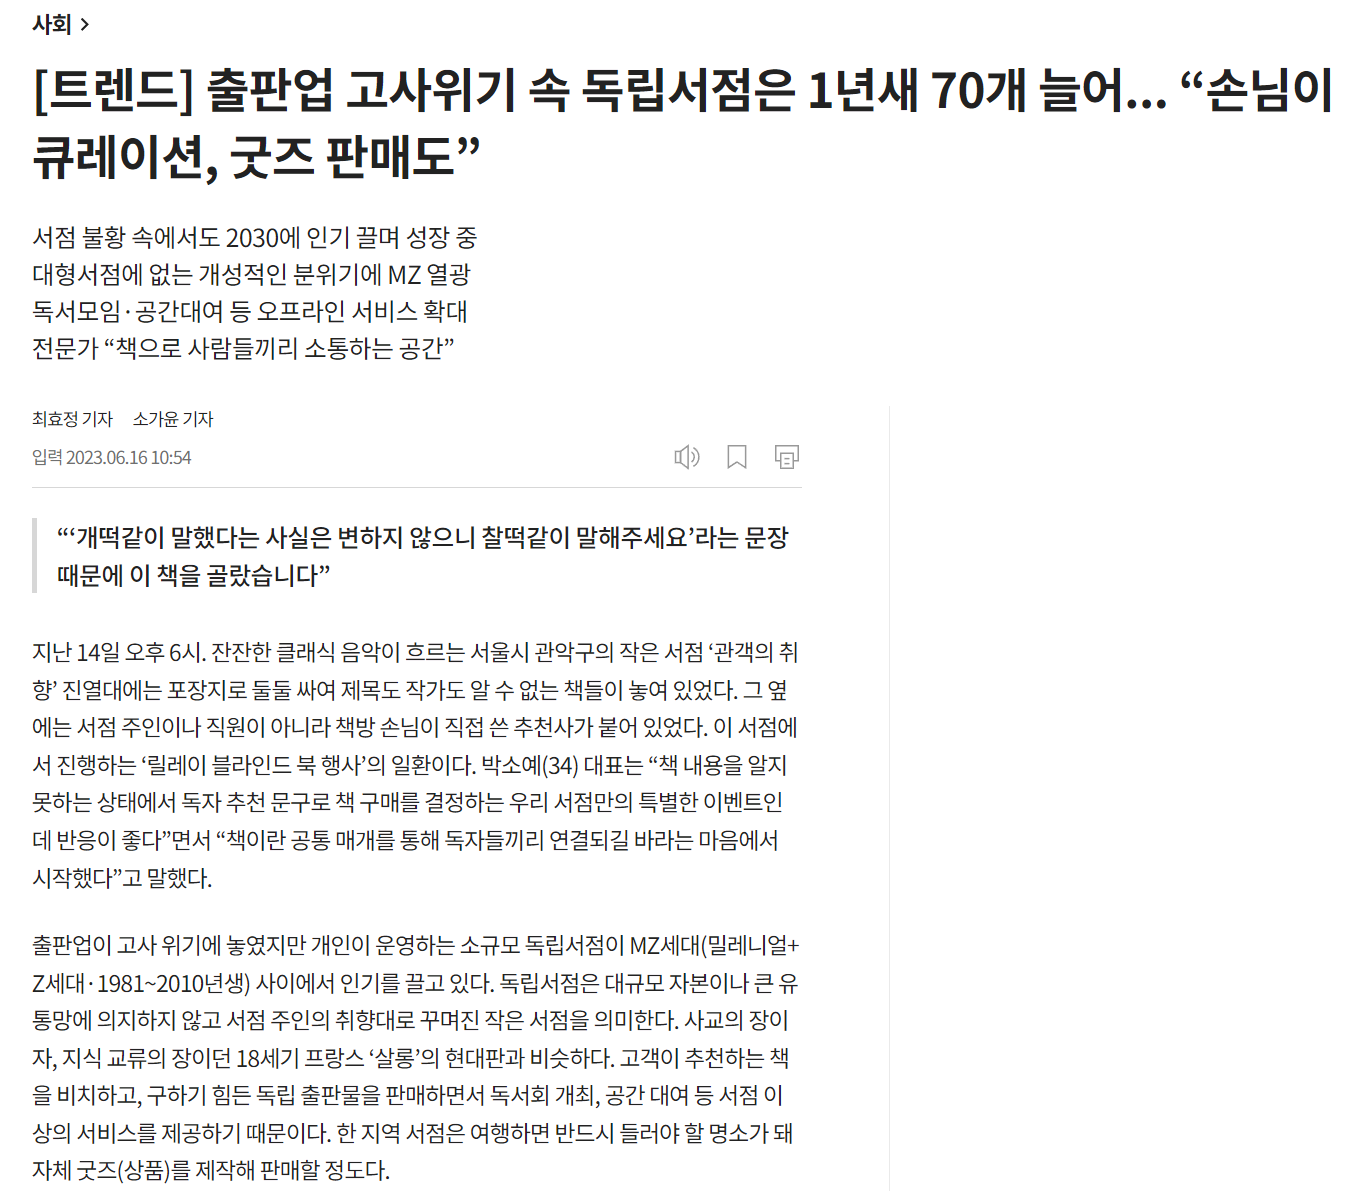 사회 >
[트렌드] 출판업 고사위기 속 독립서점은 1년새 70개 늘어... “손님이
큐레이션, 굿즈 판매도”
서점 불황 속에서도 2030에 인기 끌며 성장 중
대형서점에 없는 개성적인 분위기에 MZ 열광
독서모임·공간대여 등 오프라인 서비스 확대
전문가 “책으로 사람들끼리 소통하는 공간”
최효정 기자 소가윤 기자
입력 2023.06.16 10:54
“‘개떡같이 말했다는 사실은 변하지 않으니 찰떡같이 말해주세요’라는 문장
때문에 이 책을 골랐습니다”
지난 14일 오후 6시. 잔잔한 클래식 음악이 흐르는 서울시 관악구의 작은 서점 ‘관객의 취
향’ 진열대에는 포장지로 둘둘 싸여 제목도 작가도 알 수 없는 책들이 놓여 있었다. 그 옆
에는 서점 주인이나 직원이 아니라 책방 손님이 직접 쓴 추천사가 붙어 있었다. 이 서점에
서 진행하는 ‘릴레이 블라인드 북 행사’의 일환이다. 박소예(34) 대표는 “책 내용을 알지
못하는 상태에서 독자 추천 문구로 책 구매를 결정하는 우리 서점만의 특별한 이벤트인
데 반응이 좋다”면서 “책이란 공통 매개를 통해 독자들끼리 연결되길 바라는 마음에서
시작했다”고 말했다.
출판업이 고사 위기에 놓였지만 개인이 운영하는 소규모 독립서점이 MZ세대(밀레니얼+
Z세대·1981~2010년생) 사이에서 인기를 끌고 있다. 독립서점은 대규모 자본이나 큰 유
통망에 의지하지 않고 서점 주인의 취향대로 꾸며진 작은 서점을 의미한다. 사교의 장이
자, 지식 교류의 장이던 18세기 프랑스 ‘살롱’의 현대판과 비슷하다. 고객이 추천하는 책
을 비치하고, 구하기 힘든 독립 출판물을 판매하면서 독서회 개최, 공간 대여 등 서점 이
상의 서비스를 제공하기 때문이다. 한 지역 서점은 여행하면 반드시 들러야 할 명소가 돼
자체 굿즈(상품)를 제작해 판매할 정도다.